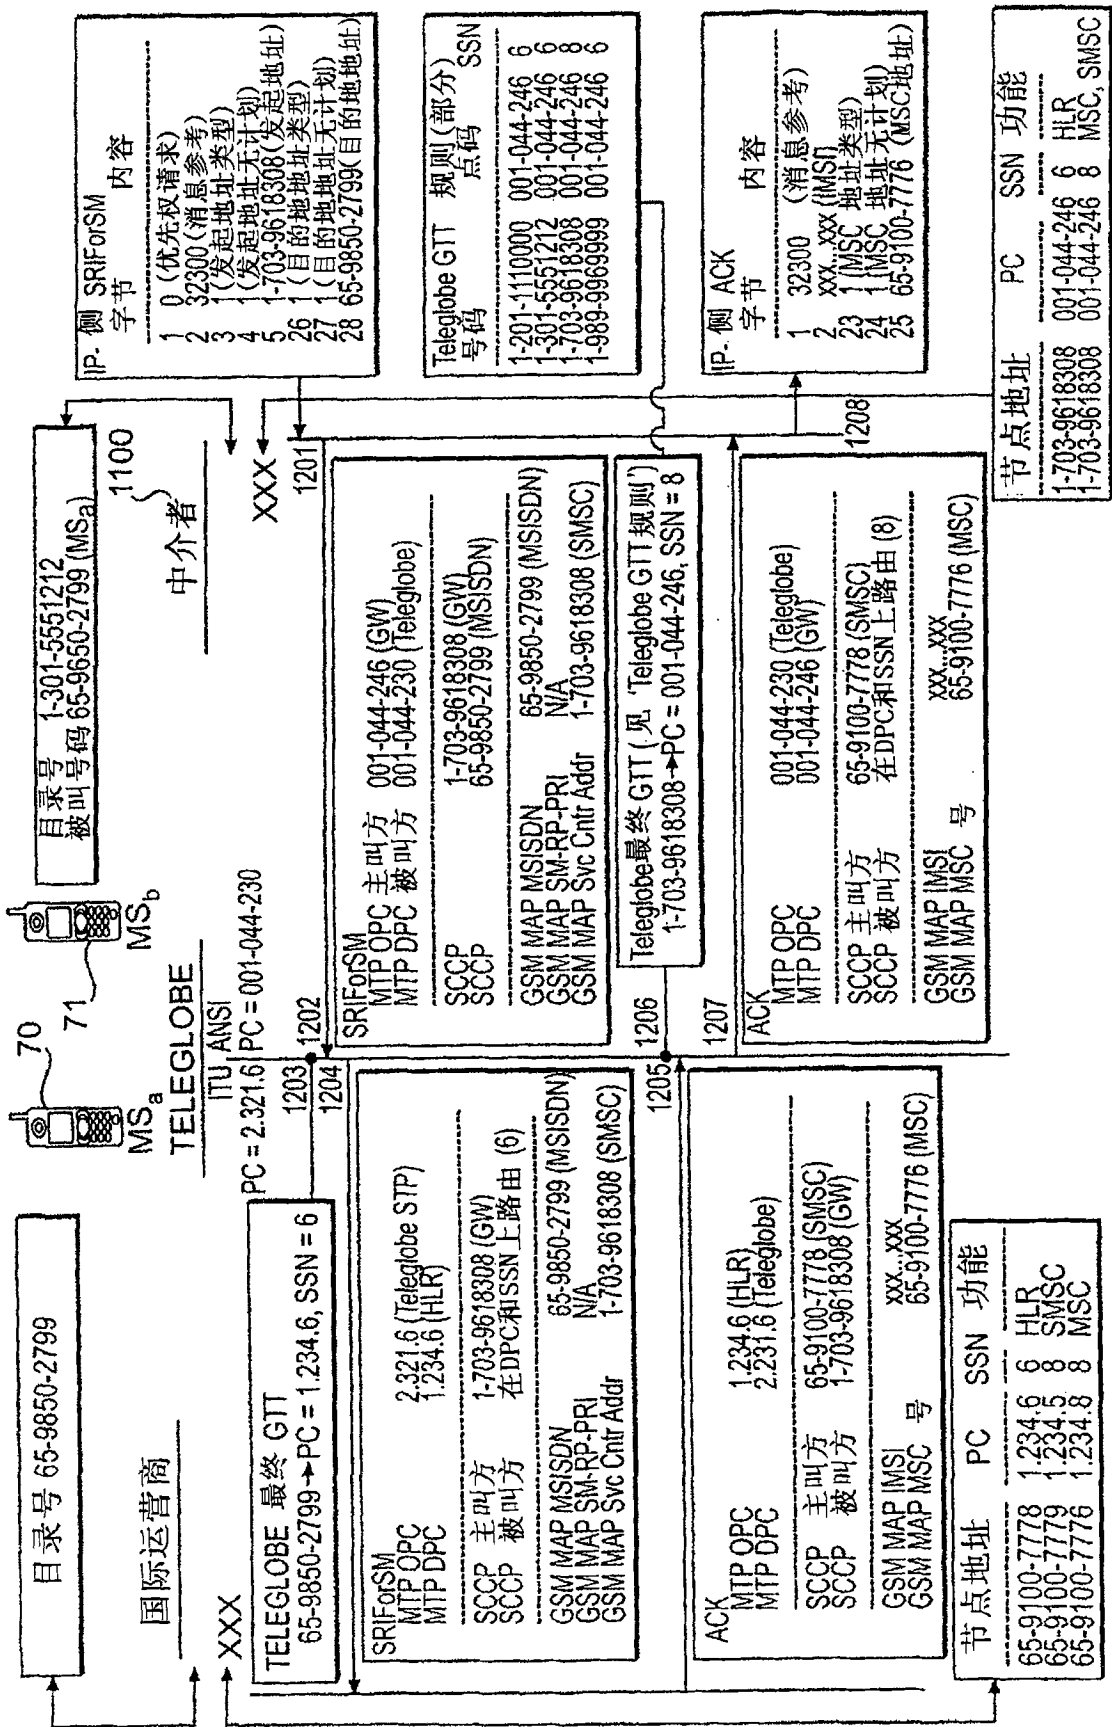 目录号 65-9850-2799
国际运营商
XXX
70
MSa
71
MSb
TELEGLOBE
ITU ANSI
PC = 2.321.6 PC = 001-044-230
目录号 1-301-5551212
被叫号码 65-9650-2799 (MSa)
1100
中介者
XXX
IP- 侧 SRIForSM
字节 内容
1 0 (优先权请求)
2 32300 (消息参考)
3 1 (发起地址类型)
4 1 (发起地址无计划)
5 1-703-9618308 (发起地址)
26 1 (目的地地址类型)
27 1 (目的地地址无计划)
28 65-9850-2799 (目的地地址)
1201
1202
1203
1204
TELEGLOBE 最终 GTT
65-9850-2799→PC = 1.234.6, SSN = 6
SRIForSM
MTP OPC 主叫方 001-044-246 (GW)
MTP DPC 被叫方 001-044-230 (Teleglobe)
SCCP 1-703-9618308 (GW)
SCCP 65-9850-2799 (MSISDN)
GSM MAP MSISDN 65-9850-2799 (MSISDN)
GSM MAP SM-RP-PRI N/A
GSM MAP Svc Cntr Addr 1-703-9618308 (SMSC)
SRIForSM
MTP OPC 2.321.6 (Teleglobe STP)
MTP DPC 1.234.6 (HLR)
SCCP 主叫方 1-703-9618308 (GW)
SCCP 被叫方 在DPC和SSN上路由 (6)
GSM MAP MSISDN 65-9850-2799 (MSISDN)
GSM MAP SM-RP-PRI N/A
GSM MAP Svc Cntr Addr 1-703-9618308 (SMSC)
Teleglobe GTT 规则 (部分)
号码 点码 SSN
1-201-1110000 001-044-246 6
1-301-5551212 001-044-246 6
1-703-9618308 001-044-246 8
1-989-9969999 001-044-246 6
1205
1206
Teleglobe最终 GTT (见 'Teleglobe GTT 规则')
1-703-9618308→PC = 001-044-246, SSN = 8
1207
1208
ACK
MTP OPC 1.234.6 (HLR)
MTP DPC 2.231.6 (Teleglobe)
SCCP 主叫方 65-9100-7778 (SMSC)
SCCP 被叫方 1-703-9618308 (GW)
GSM MAP IMSI xxx...xxx
GSM MAP MSC 号 65-9100-7776 (MSC)
ACK
MTP OPC 001-044-230 (Teleglobe)
MTP DPC 001-044-246 (GW)
SCCP 主叫方 65-9100-7778 (SMSC)
SCCP 被叫方 在DPC和SSN上路由 (8)
GSM MAP IMSI xxx...xxx
GSM MAP MSC 号 65-9100-7776 (MSC)
IP- 侧 ACK
字节 内容
1 32300 (消息参考)
2 xxx...xxx (IMSI)
23 1 (MSC 地址类型)
24 1 (MSC 地址无计划)
25 65-9100-7776 (MSC地址)
节点地址 PC SSN 功能
65-9100-7778 1.234.6 6 HLR
65-9100-7779 1.234.5 8 SMSC
65-9100-7776 1.234.8 8 MSC
节点地址 PC SSN 功能
1-703-9618308 001-044-246 6 HLR
1-703-9618308 001-044-246 8 MSC, SMSC